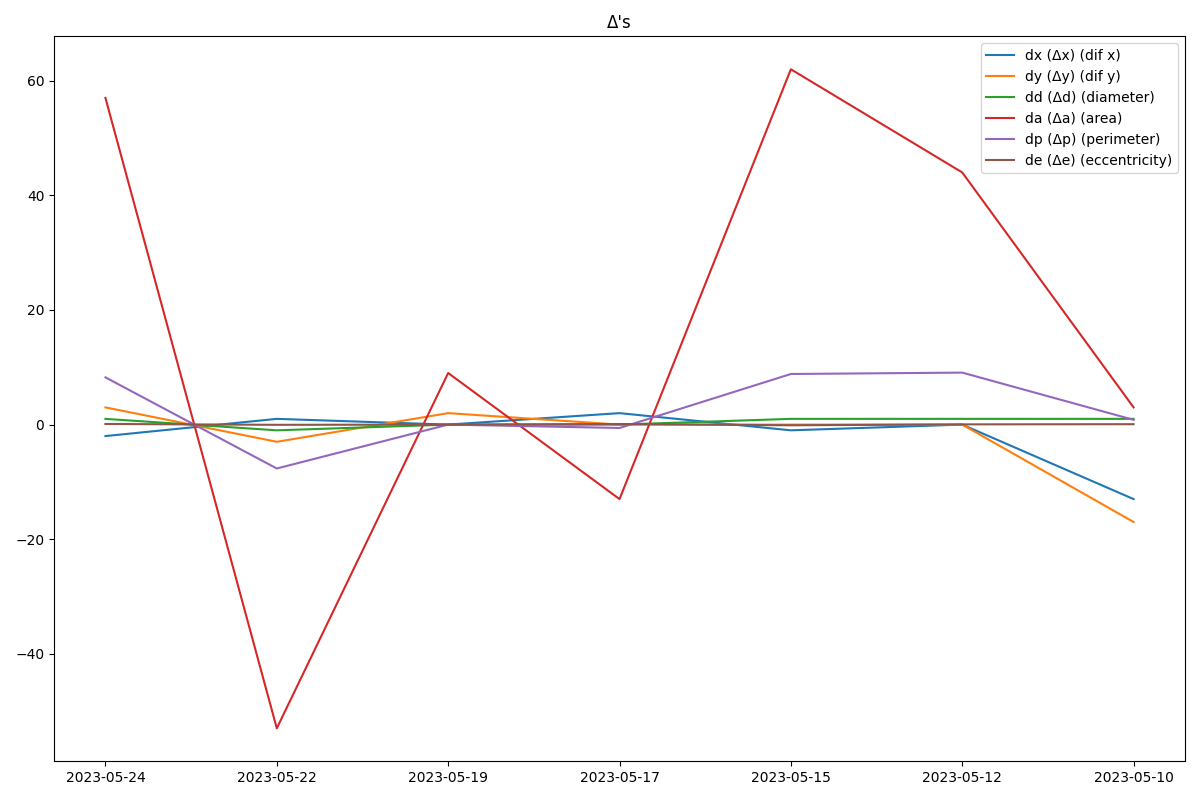 Δ's
dx (Δx) (dif x)
dy (Δy) (dif y)
dd (Δd) (diameter)
da (Δa) (area)
dp (Δp) (perimeter)
de (Δe) (eccentricity)
60
40
20
0
−20
−40
2023-05-24 2023-05-22 2023-05-19 2023-05-17 2023-05-15 2023-05-12 2023-05-10